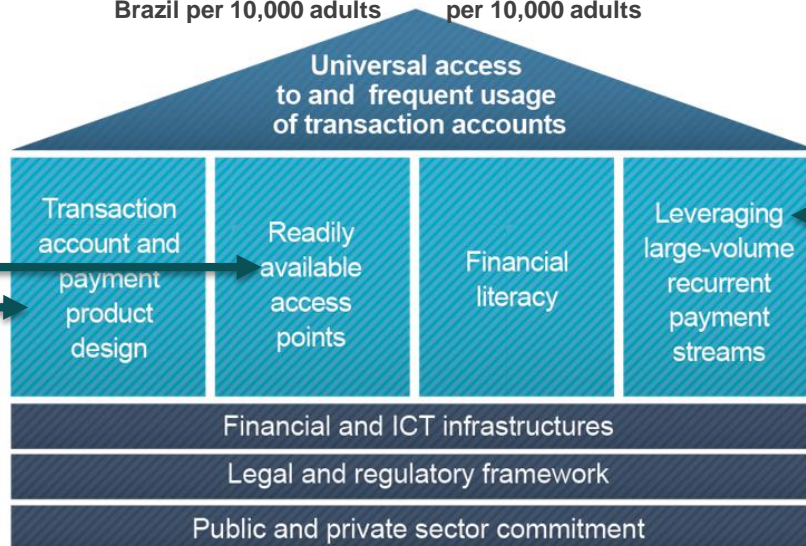 Brazil per 10,000 adults per 10,000 adults
Universal access
to and frequent usage
of transaction accounts
Transaction
account and
payment
product
design
Readily
available
access
points
Financial
literacy
Leveraging
large-volume
recurrent
payment
streams
Financial and ICT infrastructures
Legal and regulatory framework
Public and private sector commitment